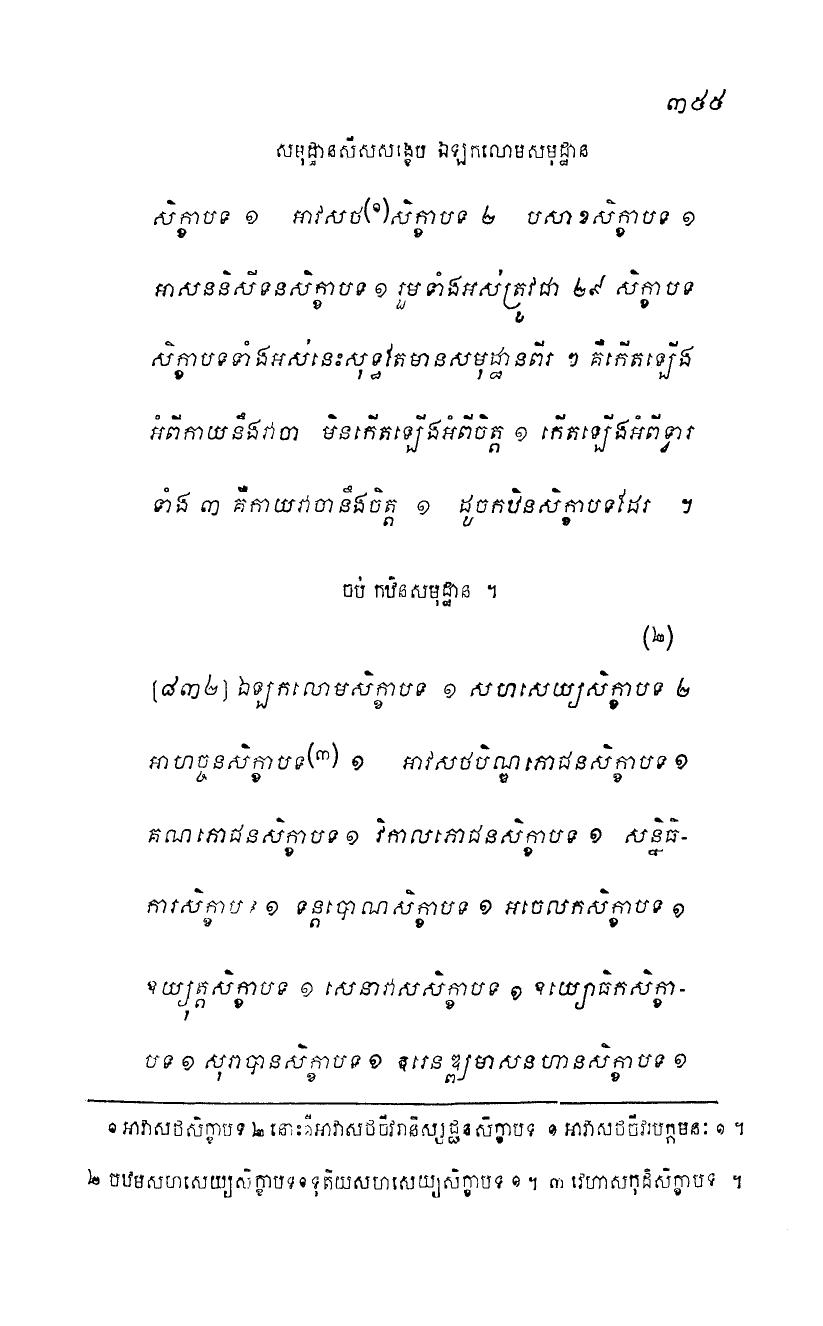 ៣៥៥
សមុដ្ឋានសីសសង្ខេប ឯឡកលោមសមុដ្ឋាន
សិក្ខាបទ ១ អាវសថ(១)សិក្ខាបទ ២ បសាខសិក្ខាបទ ១
អាសននិសីទនសិក្ខាបទ ១ រួមទាំងអស់ត្រូវជា ២៩ សិក្ខាបទ
សិក្ខាបទទាំងអស់នេះសុទ្ធតែមានសមុដ្ឋានពីរ ៗ គឺកើតឡើង
អំពីកាយនឹងវាចា មិនកើតឡើងអំពីចិត្ត ១ កើតឡើងអំពីទ្វារ
ទាំង ៣ គឺកាយវាចានឹងចិត្ត ១ ដូចកឋិនសិក្ខាបទដែរ ។
ចប់ កឋិនសមុដ្ឋាន ។
(២)
[៨៣២] ឯឡកលោមសិក្ខាបទ ១ សហសេយ្យសិក្ខាបទ ២
អាហច្ចនសិក្ខាបទ(៣) ១ អាវសថបិណ្ឌភោជនសិក្ខាបទ ១
គណភោជនសិក្ខាបទ ១ វិកាលភោជនសិក្ខាបទ ១ សន្និធិ-
ការសិក្ខាបទ ១ ទន្តបោណសិក្ខាបទ ១ អចេលកសិក្ខាបទ ១
ឧយ្យុត្តសិក្ខាបទ ១ សេនាវាសសិក្ខាបទ ១ ឧយ្យោធិកសិក្ខា-
បទ ១ សុរាបានសិក្ខាបទ ១ ឧរេនឌ្ឍមាសនហានសិក្ខាបទ ១
១ អាវាសថសិក្ខាបទ ២ នោះគឺអាវាសថចីវរានិស្សដ្ឋនសិក្ខាបទ ១ អាវាសថចីវរបក្កមនៈ ១ ។
២ បឋមសហសេយ្យសិក្ខាបទ១ទុតិយសហសេយ្យសិក្ខាបទ ១ ។ ៣ វេហាសកុដិសិក្ខាបទ ។